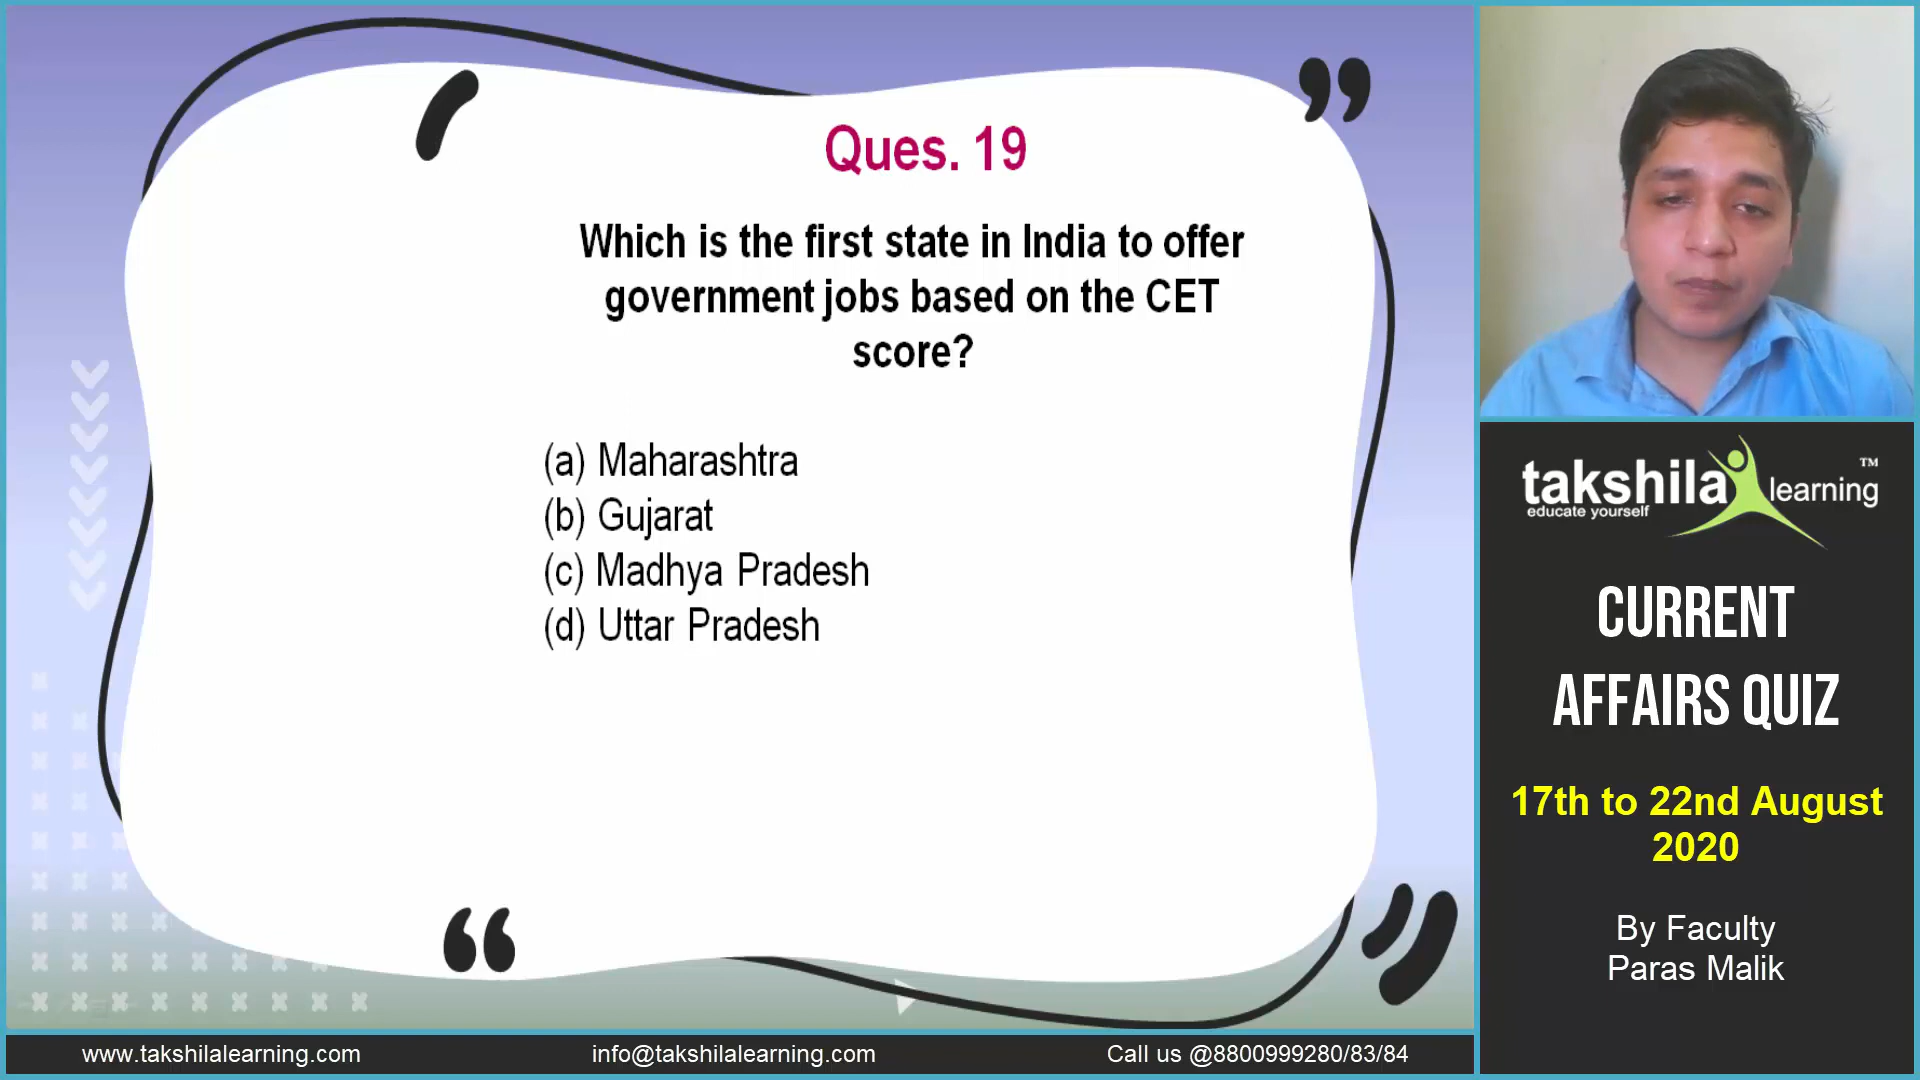 Ques. 19
Which is the first state in India to offer
government jobs based on the CET
score?
(a) Maharashtra
(b) Gujarat
(c) Madhya Pradesh
(d) Uttar Pradesh
takshila learning TM
educate yourself
CURRENT
AFFAIRS QUIZ
17th to 22nd August
2020
By Faculty
Paras Malik
www.takshilalearning.com
info@takshilalearning.com
Call us @8800999280/83/84